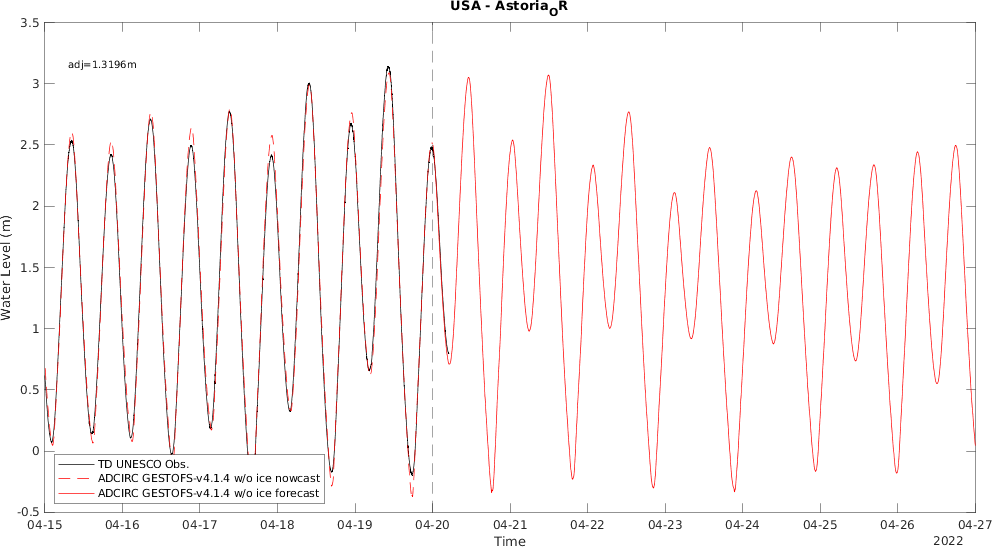 USA - Astoria_OR
3.5
adj=1.3196m
3
2.5
2
1.5
1
0.5
0
-0.5
Water Level (m)
TD UNESCO Obs.
ADCIRC GESTOFS-v4.1.4 w/o ice nowcast
ADCIRC GESTOFS-v4.1.4 w/o ice forecast
04-15 04-16 04-17 04-18 04-19 04-20 04-21 04-22 04-23 04-24 04-25 04-26 04-27
Time
2022